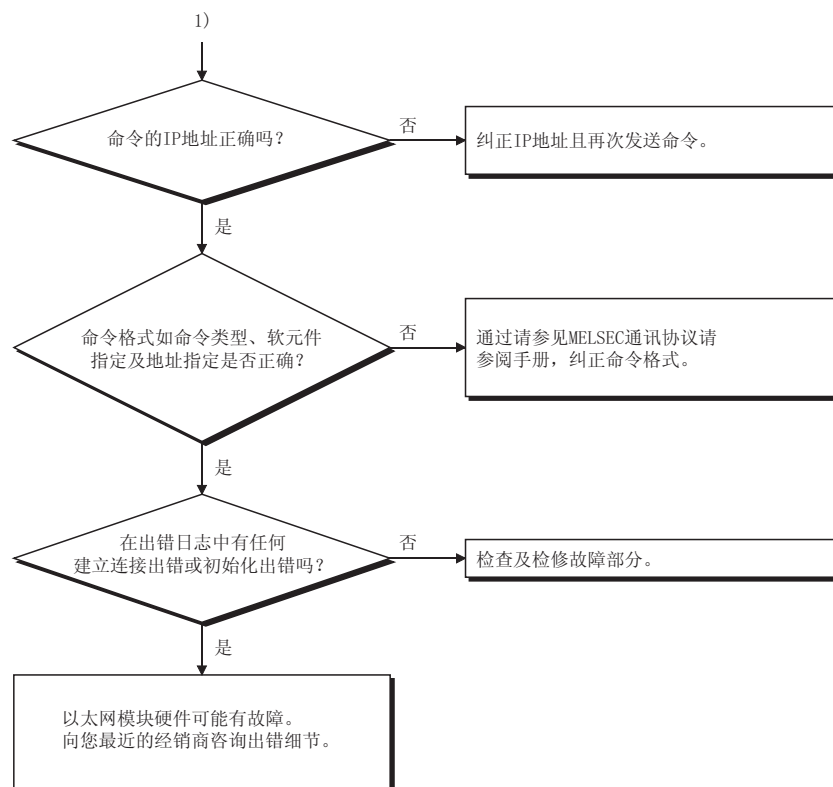 1)
命令的IP地址正确吗？
否
纠正IP地址且再次发送命令。
是
命令格式如命令类型、软元件
指定及地址指定是否正确？
否
通过请参见MELSEC通讯协议请
参阅手册，纠正命令格式。
是
在出错日志中有任何
建立连接出错或初始化出错吗？
否
检查及检修故障部分。
是
以太网模块硬件可能有故障。
向您最近的经销商咨询出错细节。